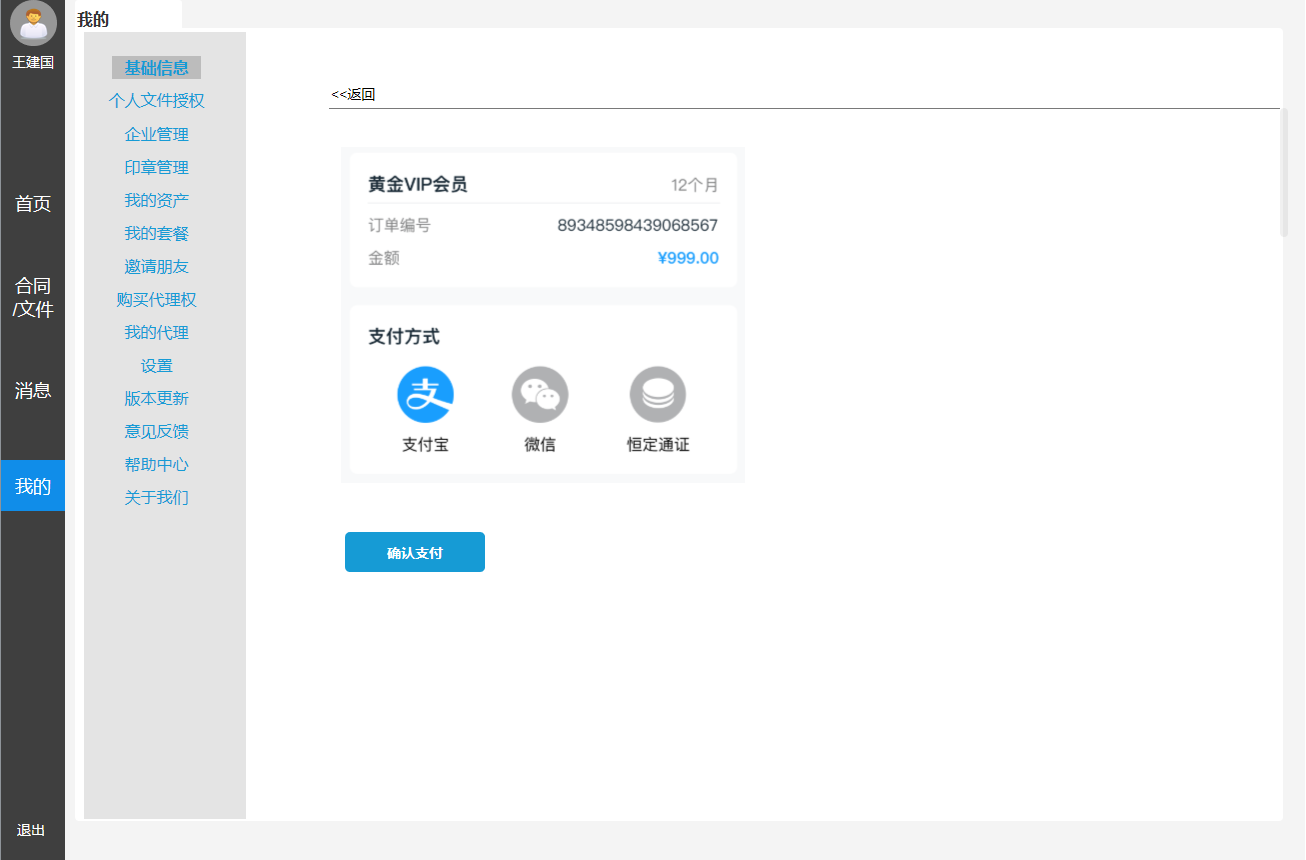 王建国
首页
合同
/文件
消息
我的
退出
我的
基础信息
个人文件授权
企业管理
印章管理
我的资产
我的套餐
邀请朋友
购买代理权
我的代理
设置
版本更新
意见反馈
帮助中心
关于我们
<<返回
黄金VIP会员 12个月
订单编号 89348598439068567
金额 ¥999.00
支付方式
支付宝 微信 恒定通证
确认支付